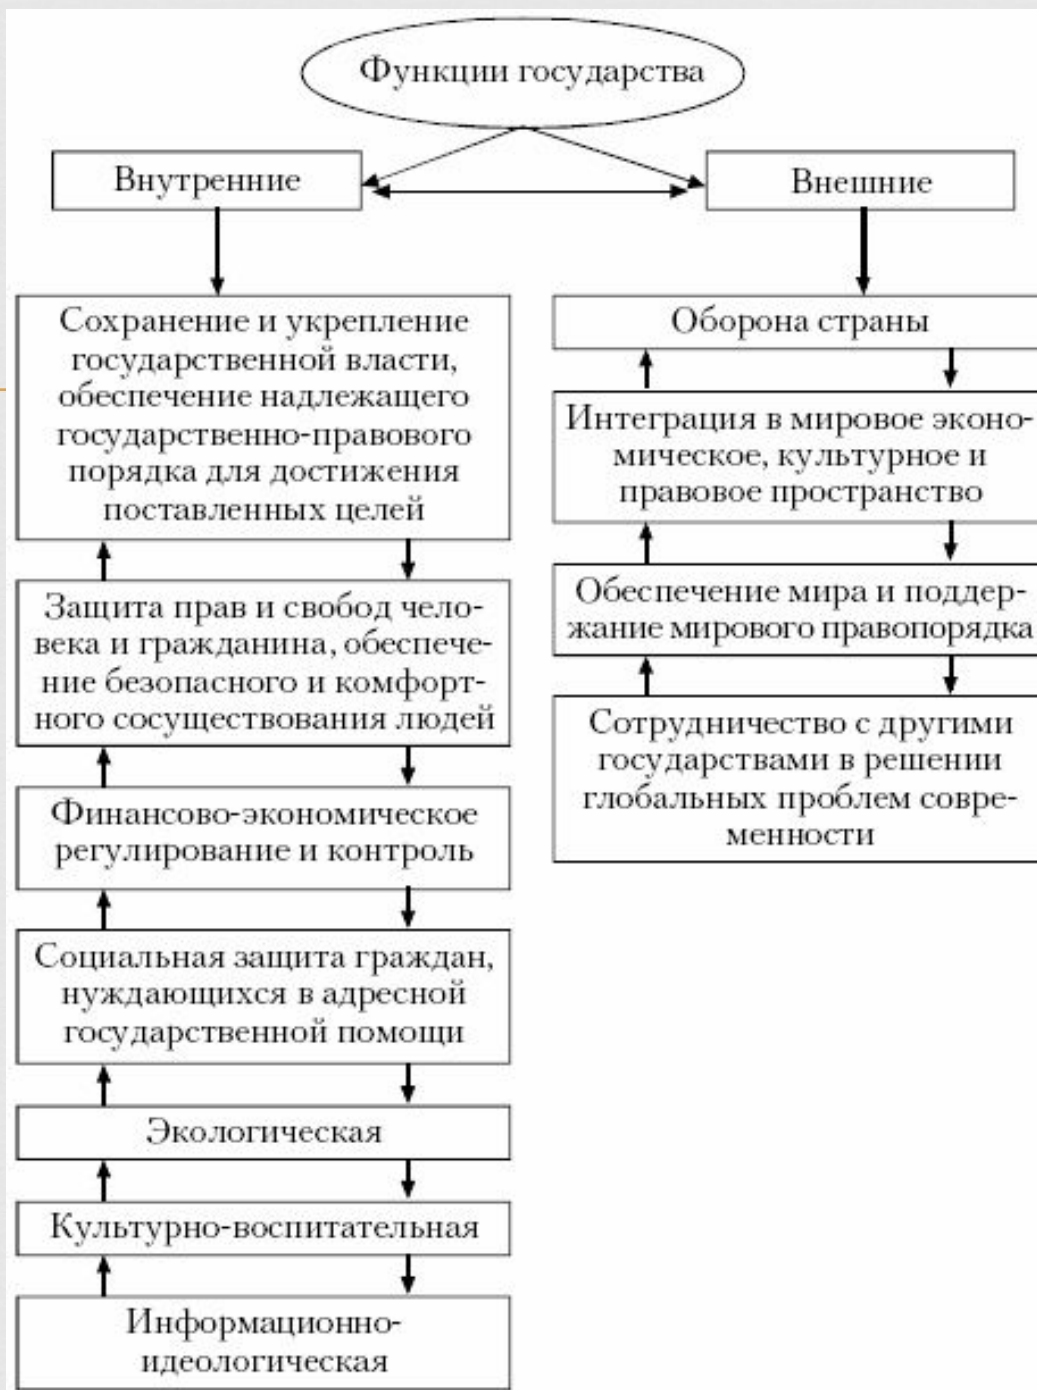 Функции государства
Внутренние
Внешние
Сохранение и укрепление
государственной власти,
обеспечение надлежащего
государственно-правового
порядка для достижения
поставленных целей
Защита прав и свобод чело-
века и гражданина, обеспече-
ние безопасного и комфорт-
ного сосуществования людей
Финансово-экономическое
регулирование и контроль
Социальная защита граждан,
нуждающихся в адресной
государственной помощи
Экологическая
Культурно-воспитательная
Информационно-
идеологическая
Оборона страны
Интеграция в мировое эконо-
мическое, культурное и
правовое пространство
Обеспечение мира и поддер-
жание мирового правопорядка
Сотрудничество с другими
государствами в решении
глобальных проблем совре-
менности